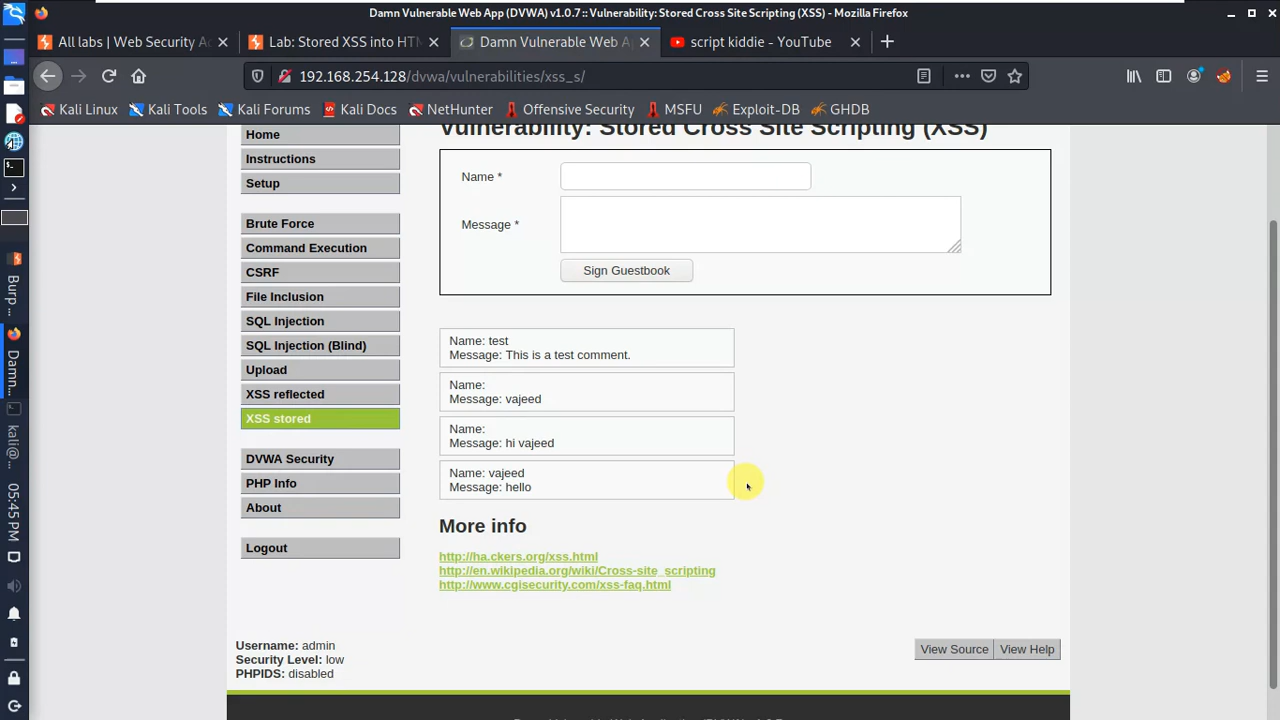 Damn Vulnerable Web App (DVWA) v1.0.7 :: Vulnerability: Stored Cross Site Scripting (XSS) - Mozilla Firefox
All labs | Web Security Ac
Lab: Stored XSS into HTM
Damn Vulnerable Web A
script kiddie - YouTube
192.168.254.128/dvwa/vulnerabilities/xss_s/
Kali Linux
Kali Tools
Kali Forums
Kali Docs
NetHunter
Offensive Security
MSFU
Exploit-DB
GHDB
Burp ...
Damn...
kali@...
05:45 PM
Home
Instructions
Setup
Brute Force
Command Execution
CSRF
File Inclusion
SQL Injection
SQL Injection (Blind)
Upload
XSS reflected
XSS stored
DVWA Security
PHP Info
About
Logout
Vulnerability: Stored Cross Site Scripting (XSS)
Name *
Message *
Sign Guestbook
Name: test
Message: This is a test comment.
Name:
Message: vajeed
Name:
Message: hi vajeed
Name: vajeed
Message: hello
More info
http://ha.ckers.org/xss.html
http://en.wikipedia.org/wiki/Cross-site_scripting
http://www.cgisecurity.com/xss-faq.html
Username: admin
Security Level: low
PHPIDS: disabled
View Source
View Help